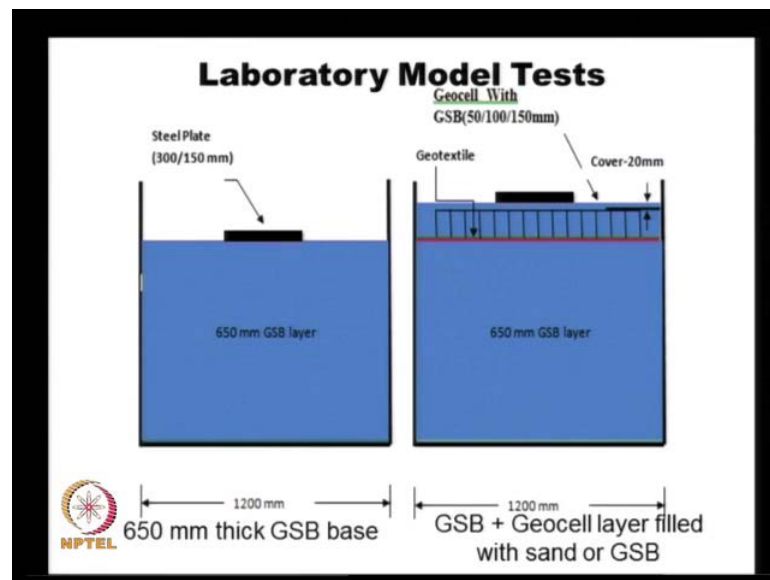 Laboratory Model Tests
Steel Plate
(300/150 mm)
650 mm GSB layer
1200 mm
650 mm thick GSB base
Geocell With
GSB(50/100/150mm)
Geotextile
Cover-20mm
650 mm GSB layer
1200 mm
GSB + Geocell layer filled
with sand or GSB
NPTEL